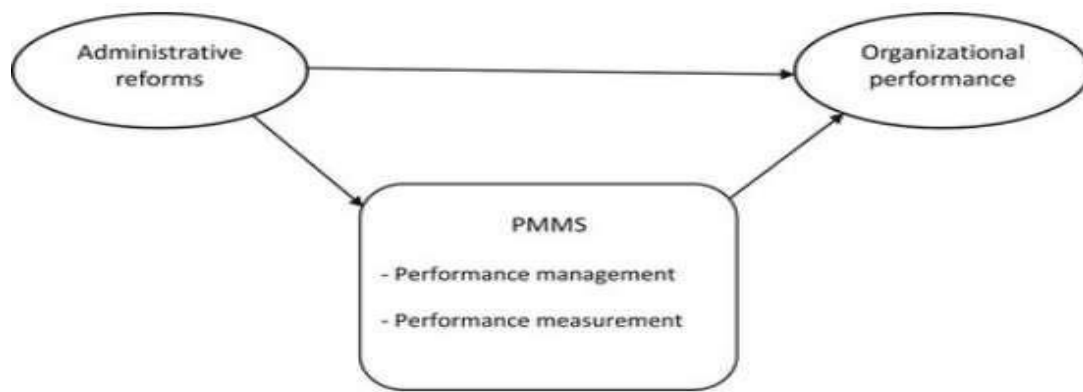 Administrative
reforms
Organizational
performance
PMMS
- Performance management
- Performance measurement